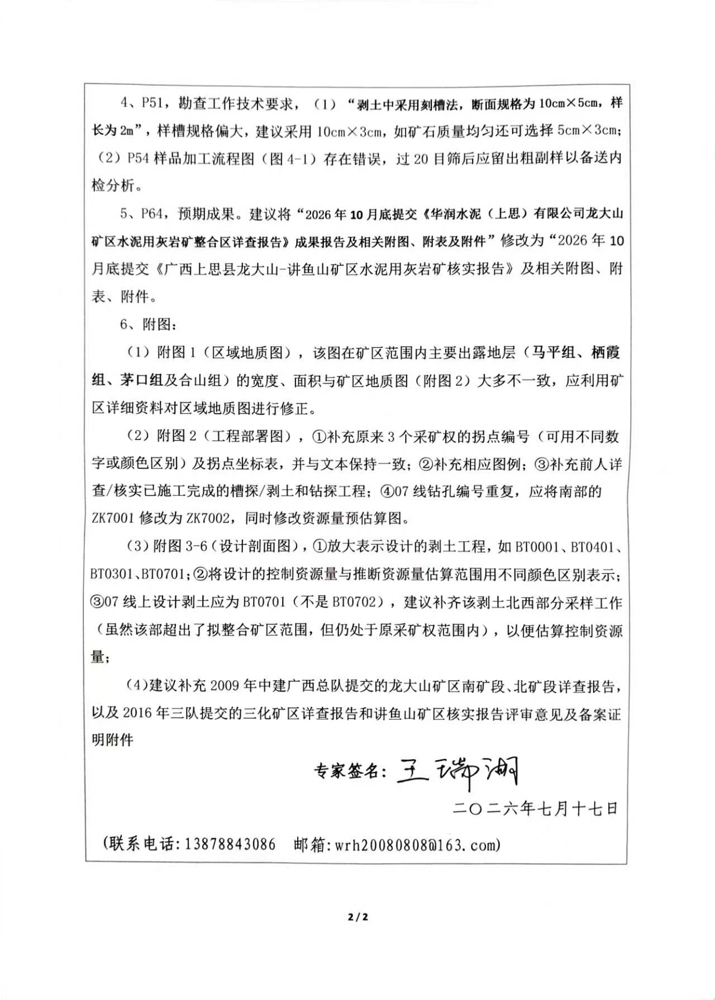 4、P51，勘查工作技术要求，（1）“剥土中采用刻槽法，断面规格为10cm×5cm，样
长为2m”，样槽规格偏大，建议采用10cm×3cm，如矿石质量均匀还可选择5cm×3cm；
（2）P54样品加工流程图（图4-1）存在错误，过20目筛后应留出粗副样以备送内
检分析。
5、P64，预期成果。建议将“2026年10月底提交《华润水泥（上思）有限公司龙大山
矿区水泥用灰岩矿整合区详查报告》成果报告及相关附图、附表及附件”修改为“2026年10
月底提交《广西上思县龙大山-讲鱼山矿区水泥用灰岩矿核实报告》及相关附图、附
表、附件。
6、附图：
（1）附图1（区域地质图），该图在矿区范围内主要出露地层（马平组、栖霞
组、茅口组及合山组）的宽度、面积与矿区地质图（附图2）大多不一致，应利用矿
区详细资料对区域地质图进行修正。
（2）附图2（工程部署图），①补充原来3个采矿权的拐点编号（可用不同数
字或颜色区别）及拐点坐标表，并与文本保持一致；②补充相应图例；③补充前人详
查/核实已施工完成的槽探/剥土和钻探工程；④07线钻孔编号重复，应将南部的
ZK7001修改为ZK7002，同时修改资源量预估算图。
（3）附图3-6（设计剖面图），①放大表示设计的剥土工程，如BT0001、BT0401、
BT0301、BT0701；②将设计的控制资源量与推断资源量估算范围用不同颜色区别表示；
③07线上设计剥土应为BT0701（不是BT0702），建议补齐该剥土北西部分采样工作
（虽然该部超出了拟整合矿区范围，但仍处于原采矿权范围内），以便估算控制资源
量；
（4）建议补充2009年中建广西总队提交的龙大山矿区南矿段、北矿段详查报告，
以及2016年三队提交的三化矿区详查报告和讲鱼山矿区核实报告评审意见及备案证
明附件
专家签名：王瑞湖
二〇二六年七月十七日
(联系电话：13878843086 邮箱：wrh20080808@163.com)
2 / 2